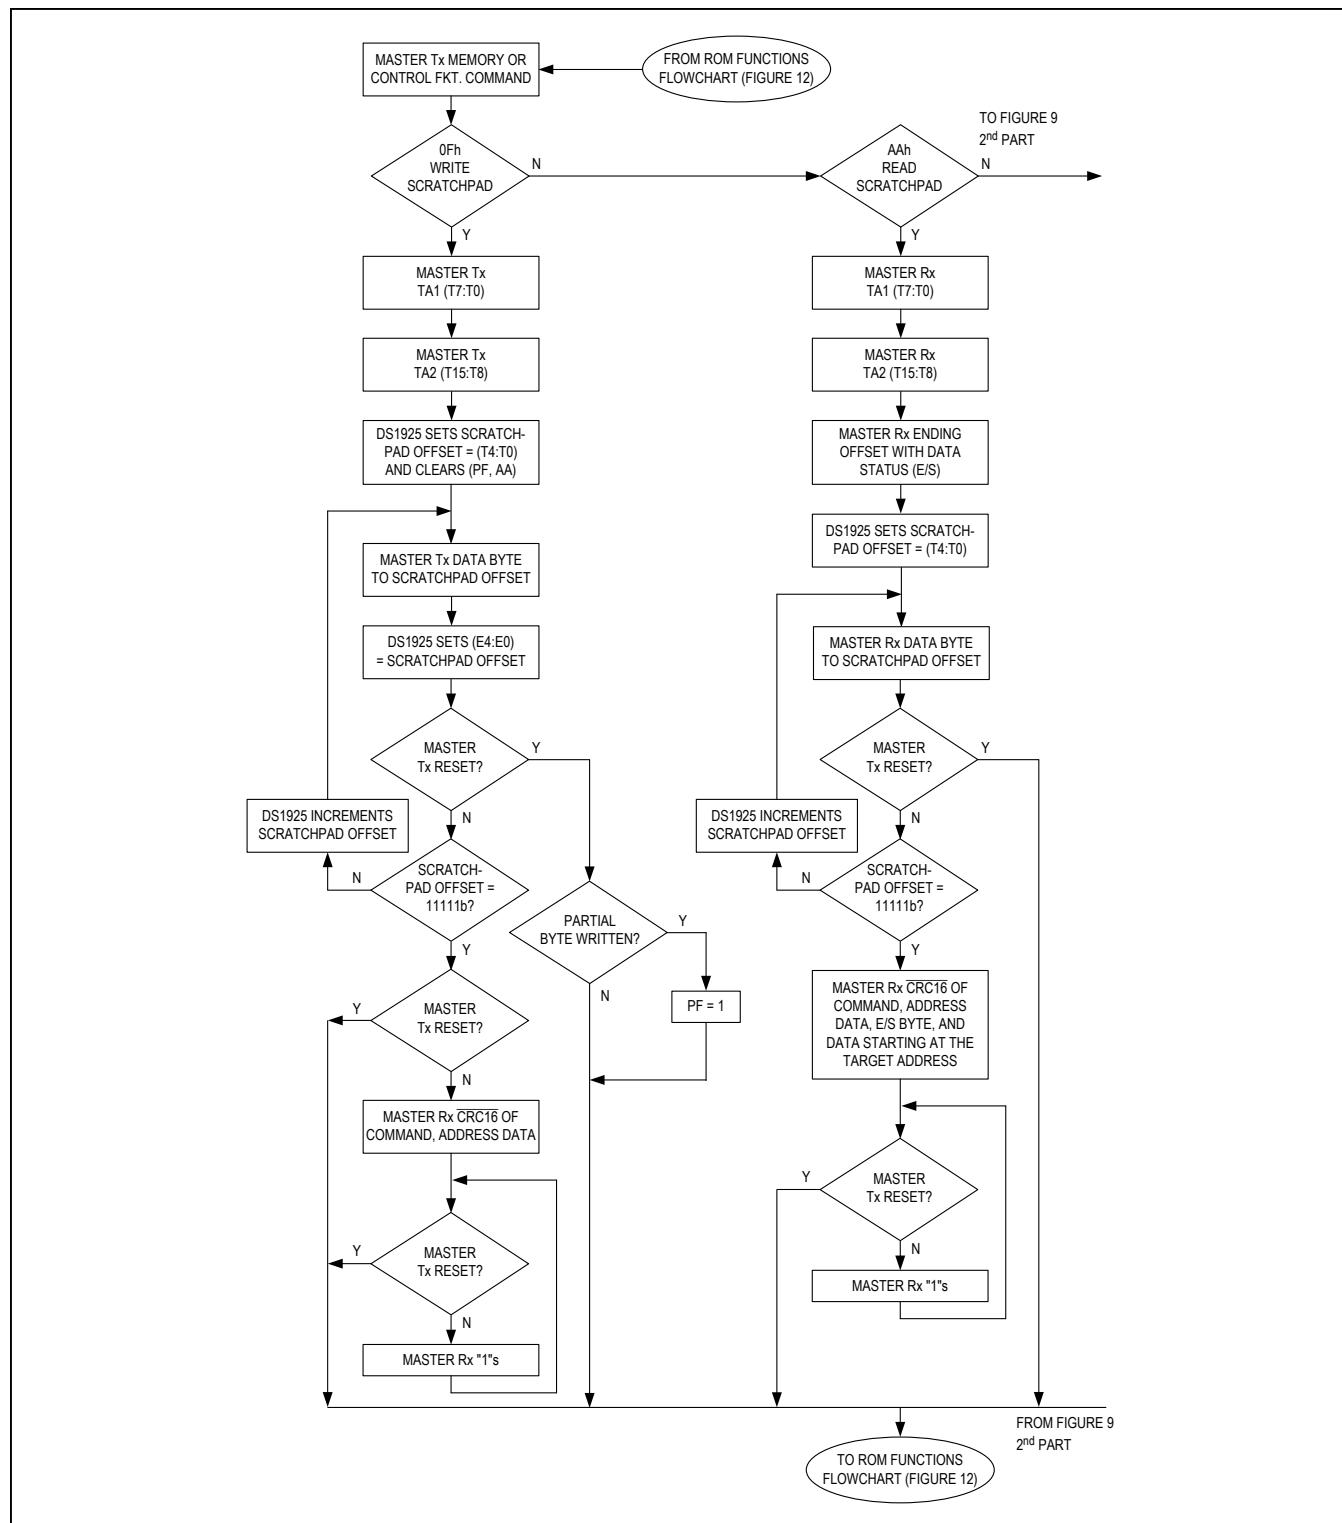 MASTER Tx MEMORY OR
CONTROL FKT. COMMAND
FROM ROM FUNCTIONS
FLOWCHART (FIGURE 12)
TO FIGURE 9
2nd PART
0Fh
WRITE
SCRATCHPAD
N
Y
AAh
READ
SCRATCHPAD
N
Y
MASTER Tx
TA1 (T7:T0)
MASTER Tx
TA2 (T15:T8)
DS1925 SETS SCRATCH-
PAD OFFSET = (T4:T0)
AND CLEARS (PF, AA)
MASTER Tx DATA BYTE
TO SCRATCHPAD OFFSET
DS1925 SETS (E4:E0)
= SCRATCHPAD OFFSET
MASTER
Tx RESET?
Y
N
DS1925 INCREMENTS
SCRATCHPAD OFFSET
SCRATCH-
PAD OFFSET =
11111b?
N
Y
PARTIAL
BYTE WRITTEN?
Y
N
PF = 1
MASTER
Tx RESET?
Y
N
MASTER Rx CRC16 OF
COMMAND, ADDRESS DATA
MASTER
Tx RESET?
Y
N
MASTER Rx "1"s
MASTER Rx
TA1 (T7:T0)
MASTER Rx
TA2 (T15:T8)
MASTER Rx ENDING
OFFSET WITH DATA
STATUS (E/S)
DS1925 SETS SCRATCH-
PAD OFFSET = (T4:T0)
MASTER Rx DATA BYTE
TO SCRATCHPAD OFFSET
MASTER
Tx RESET?
Y
N
DS1925 INCREMENTS
SCRATCHPAD OFFSET
SCRATCH-
PAD OFFSET =
11111b?
N
Y
MASTER Rx CRC16 OF
COMMAND, ADDRESS
DATA, E/S BYTE, AND
DATA STARTING AT THE
TARGET ADDRESS
MASTER
Tx RESET?
Y
N
MASTER Rx "1"s
FROM FIGURE 9
2nd PART
TO ROM FUNCTIONS
FLOWCHART (FIGURE 12)